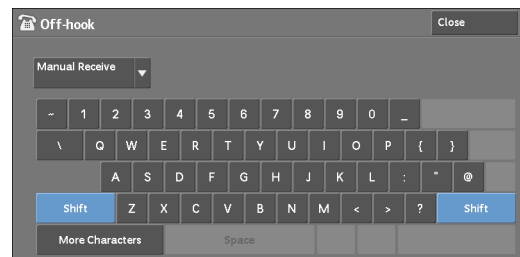 Off-hook Close
Manual Receive
~ 1 2 3 4 5 6 7 8 9 0 _
\ Q W E R T Y U I O P { }
A S D F G H J K L : " @
Shift Z X C V B N M < > ? Shift
More Characters Space